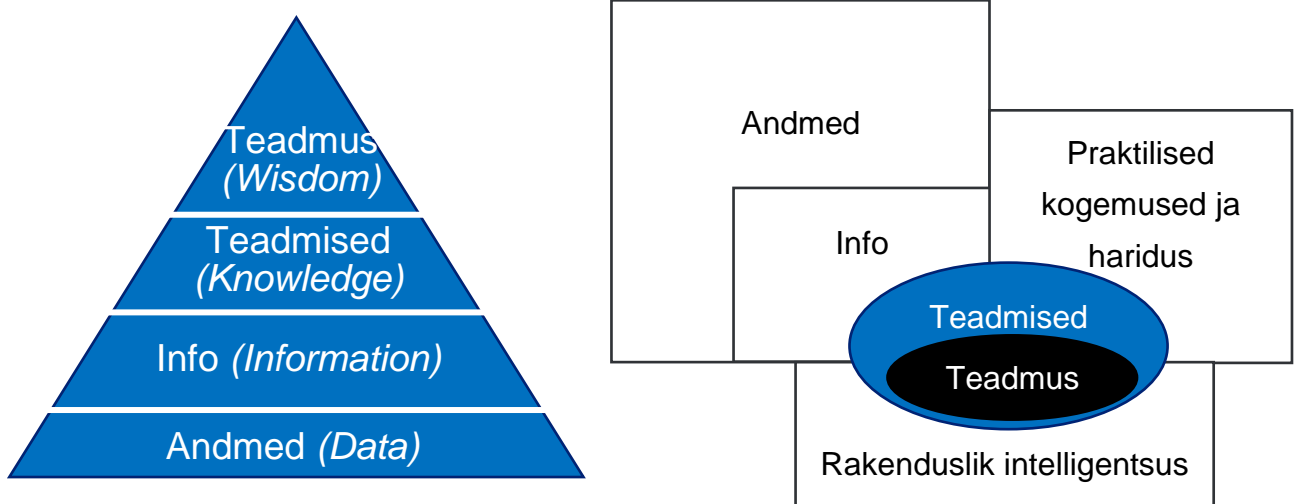 Teadmus
(Wisdom)
Teadmised
(Knowledge)
Info (Information)
Andmed (Data)
Andmed
Praktilised
kogemused ja
haridus
Info
Teadmised
Teadmus
Rakenduslik intelligentsus